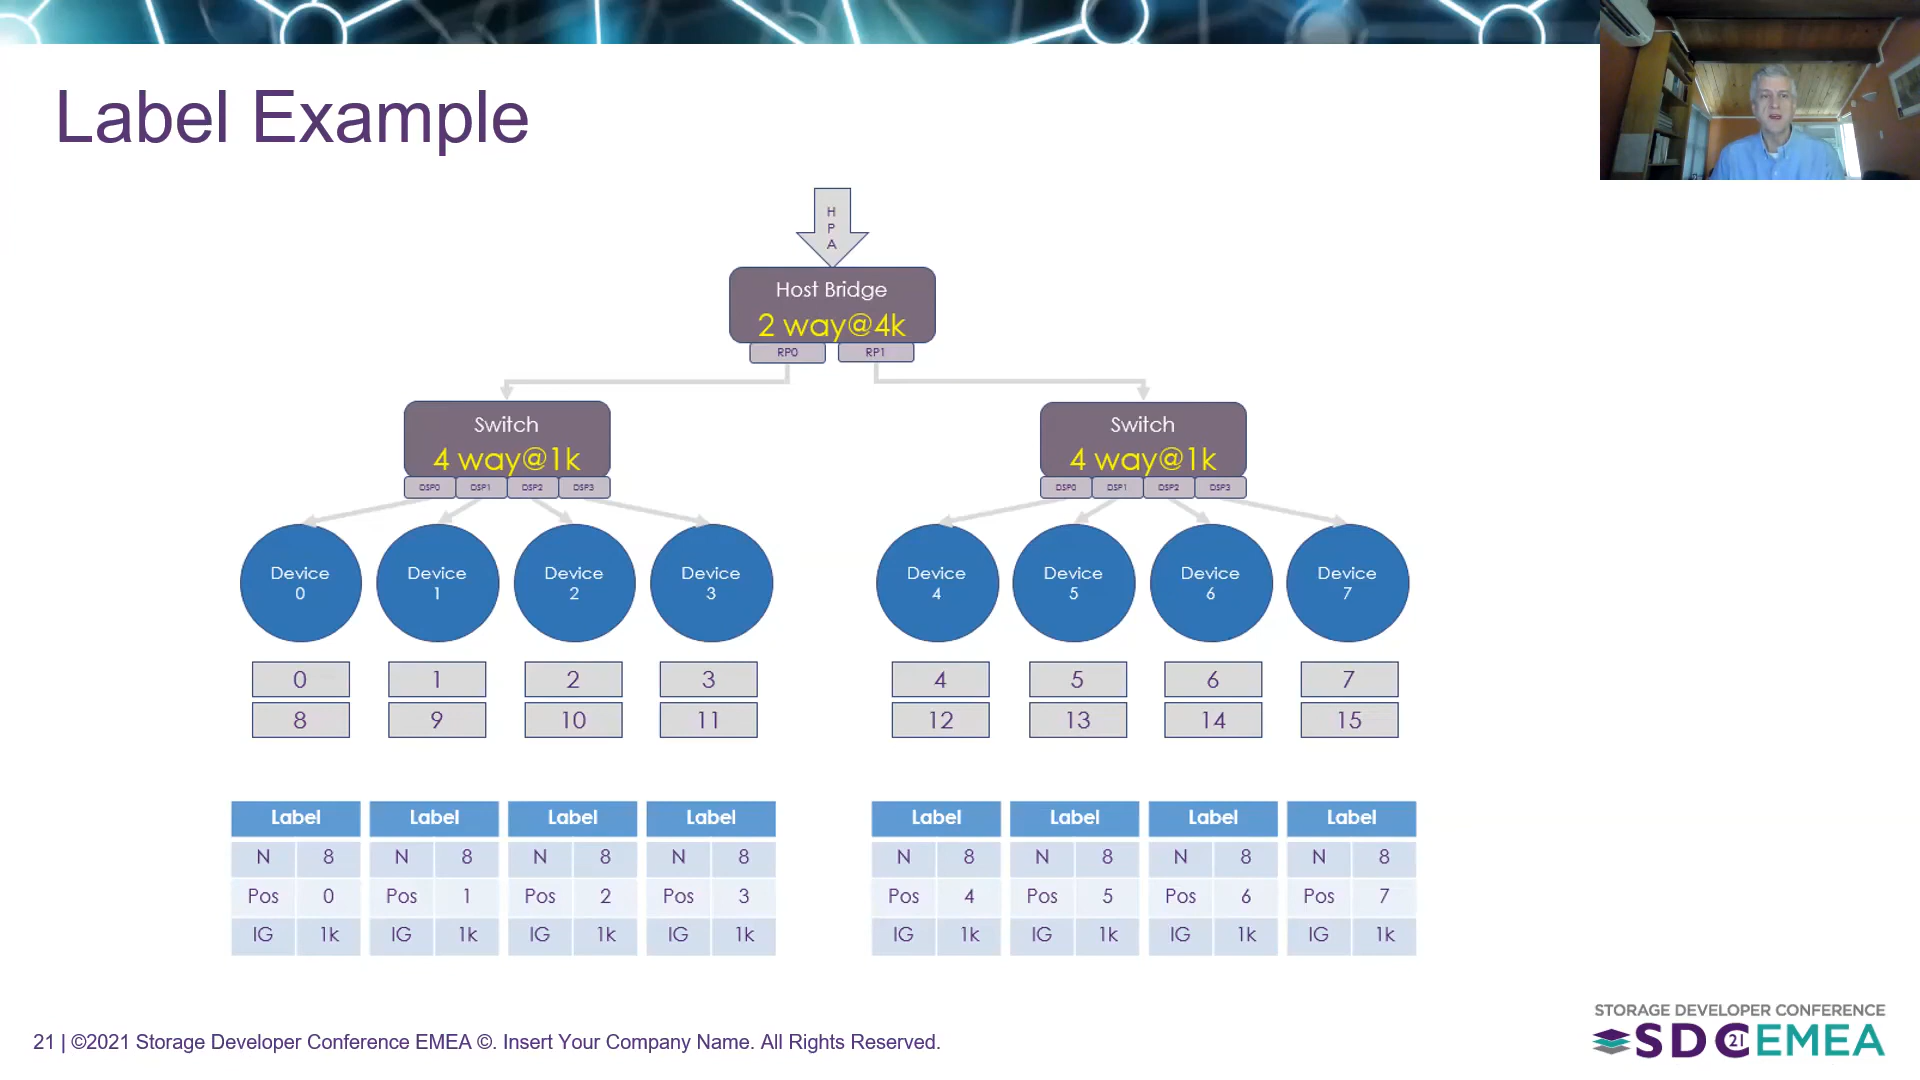 Label Example
H
P
A
Host Bridge
2 way@4k
RP0 RP1
Switch Switch
4 way@1k 4 way@1k
DSP0 DSP1 DSP2 DSP3 DSP0 DSP1 DSP2 DSP3
Device Device Device Device Device Device Device Device
0 1 2 3 4 5 6 7
0 1 2 3 4 5 6 7
8 9 10 11 12 13 14 15
Label Label Label Label Label Label Label Label
N 8 N 8 N 8 N 8 N 8 N 8 N 8 N 8
Pos 0 Pos 1 Pos 2 Pos 3 Pos 4 Pos 5 Pos 6 Pos 7
IG 1k IG 1k IG 1k IG 1k IG 1k IG 1k IG 1k IG 1k
STORAGE DEVELOPER CONFERENCE
SDC 21 EMEA
21 | ©2021 Storage Developer Conference EMEA ©. Insert Your Company Name. All Rights Reserved.